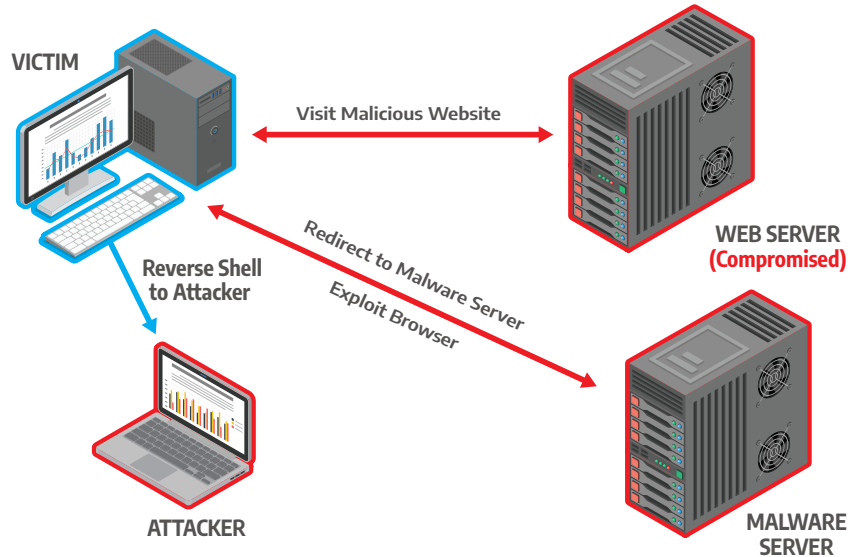 VICTIM
Visit Malicious Website
WEB SERVER
(Compromised)
Redirect to Malware Server
Exploit Browser
Reverse Shell
to Attacker
ATTACKER
MALWARE
SERVER